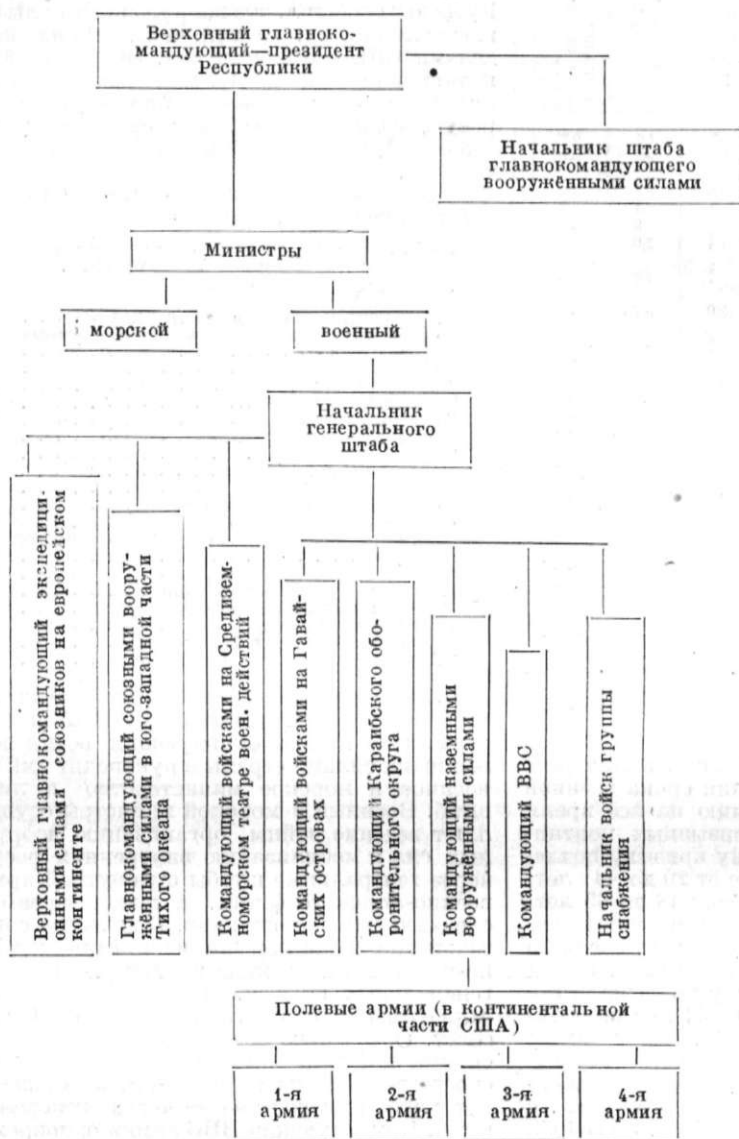 Верховный главноко-
мандующий—президент
Республики
Начальник штаба
главнокомандующего
вооружёнными силами
Министры
морской
военный
Начальник
генерального
штаба
Верховный главнокомандующий экспедици-
онными силами союзников на европейском
континенте
Главнокомандующий союзными воору-
жёнными силами в юго-западной части
Тихого океана
Командующий войсками на Средизем-
номорском театре воен. действий
Командующий войсками на Гавай-
ских островах
Командующий Караибского обо-
ронительного округа
Командующий наземными
вооружёнными силами
Командующий ВВС
Начальник войск группы
снабжения
Полевые армии (в континентальной
части США)
1-я
армия
2-я
армия
3-я
армия
4-я
армия